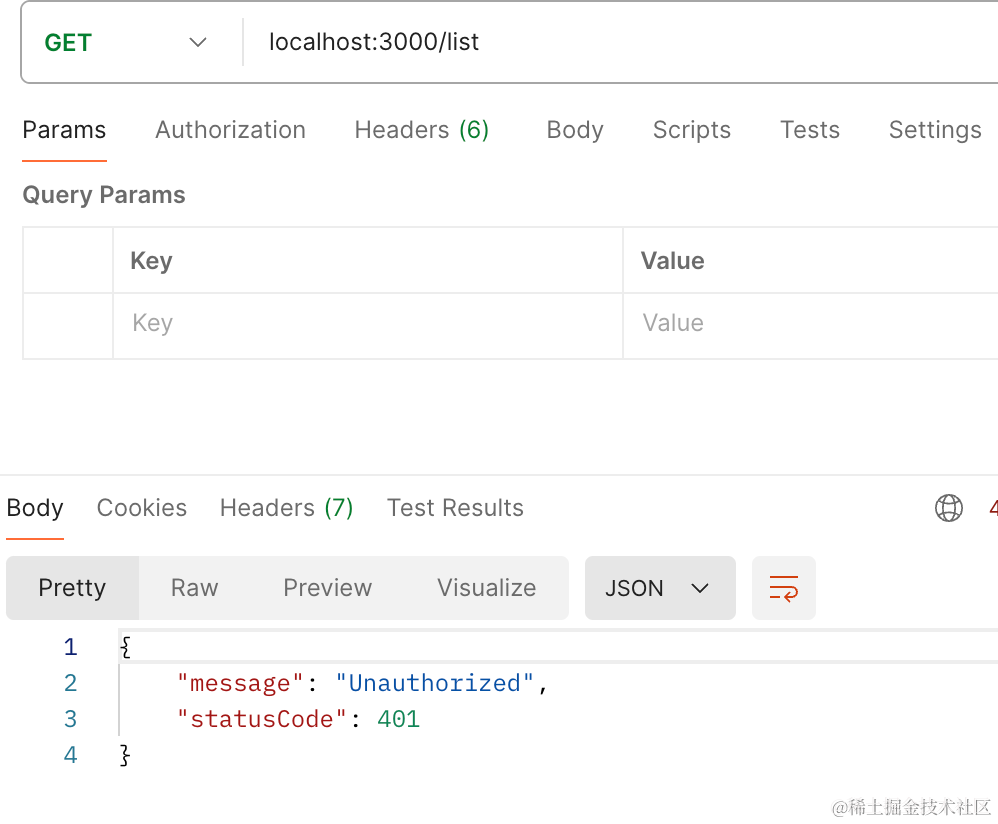 GET localhost:3000/list
Params Authorization Headers (6) Body Scripts Tests Settings
Query Params
Key Value
Key Value
Body Cookies Headers (7) Test Results 4
Pretty Raw Preview Visualize JSON
1 {
2 "message": "Unauthorized",
3 "statusCode": 401
4 }
@稀土掘金技术社区